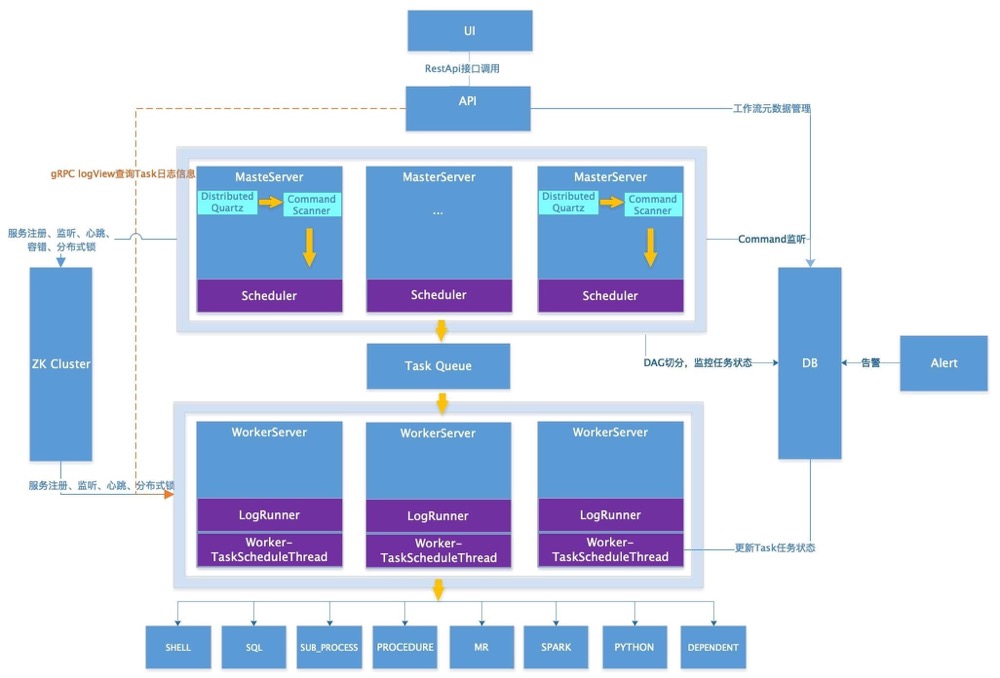 UI
RestApi接口调用
API
工作流元数据管理
gRPC logView查询Task日志信息
MasteServer
Distributed
Quartz
Command
Scanner
Scheduler
MasterServer
...
Scheduler
MasterServer
Distributed
Quartz
Command
Scanner
Scheduler
服务注册、监听、心跳、
容错、分布式锁
Command监听
ZK Cluster
Task Queue
DAG切分，监控任务状态
DB
告警
Alert
WorkerServer
LogRunner
Worker-
TaskScheduleThread
WorkerServer
LogRunner
Worker-
TaskScheduleThread
WorkerServer
LogRunner
Worker-
TaskScheduleThread
服务注册、监听、心跳、分布式锁
更新Task任务状态
SHELL
SQL
SUB_PROCESS
PROCEDURE
MR
SPARK
PYTHON
DEPENDENT